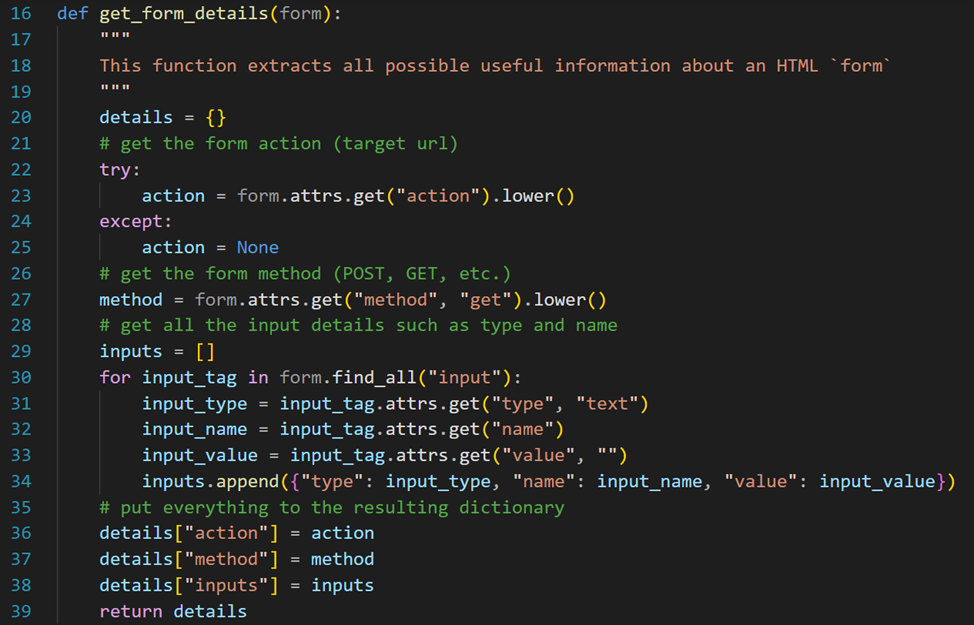 16 def get_form_details(form):
17     """
18     This function extracts all possible useful information about an HTML `form`
19     """
20     details = {}
21     # get the form action (target url)
22     try:
23         action = form.attrs.get("action").lower()
24     except:
25         action = None
26     # get the form method (POST, GET, etc.)
27     method = form.attrs.get("method", "get").lower()
28     # get all the input details such as type and name
29     inputs = []
30     for input_tag in form.find_all("input"):
31         input_type = input_tag.attrs.get("type", "text")
32         input_name = input_tag.attrs.get("name")
33         input_value = input_tag.attrs.get("value", "")
34         inputs.append({"type": input_type, "name": input_name, "value": input_value})
35     # put everything to the resulting dictionary
36     details["action"] = action
37     details["method"] = method
38     details["inputs"] = inputs
39     return details